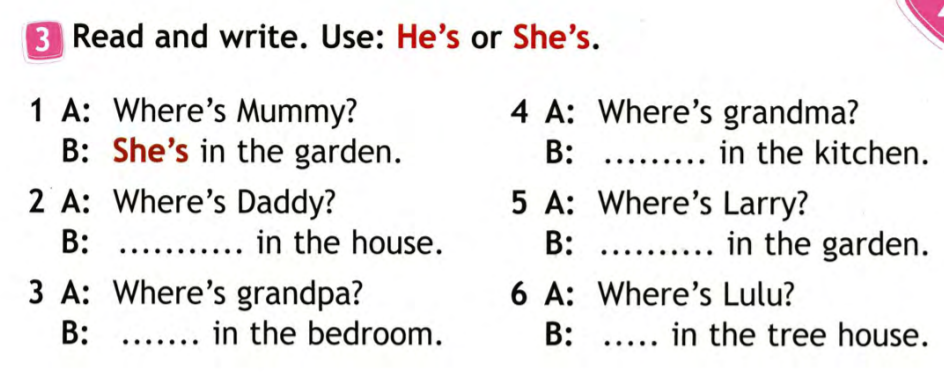 3 Read and write. Use: He's or She's.
1 A: Where's Mummy?
B: She's in the garden.
2 A: Where's Daddy?
B: ........... in the house.
3 A: Where's grandpa?
B: ....... in the bedroom.
4 A: Where's grandma?
B: ......... in the kitchen.
5 A: Where's Larry?
B: .......... in the garden.
6 A: Where's Lulu?
B: ..... in the tree house.